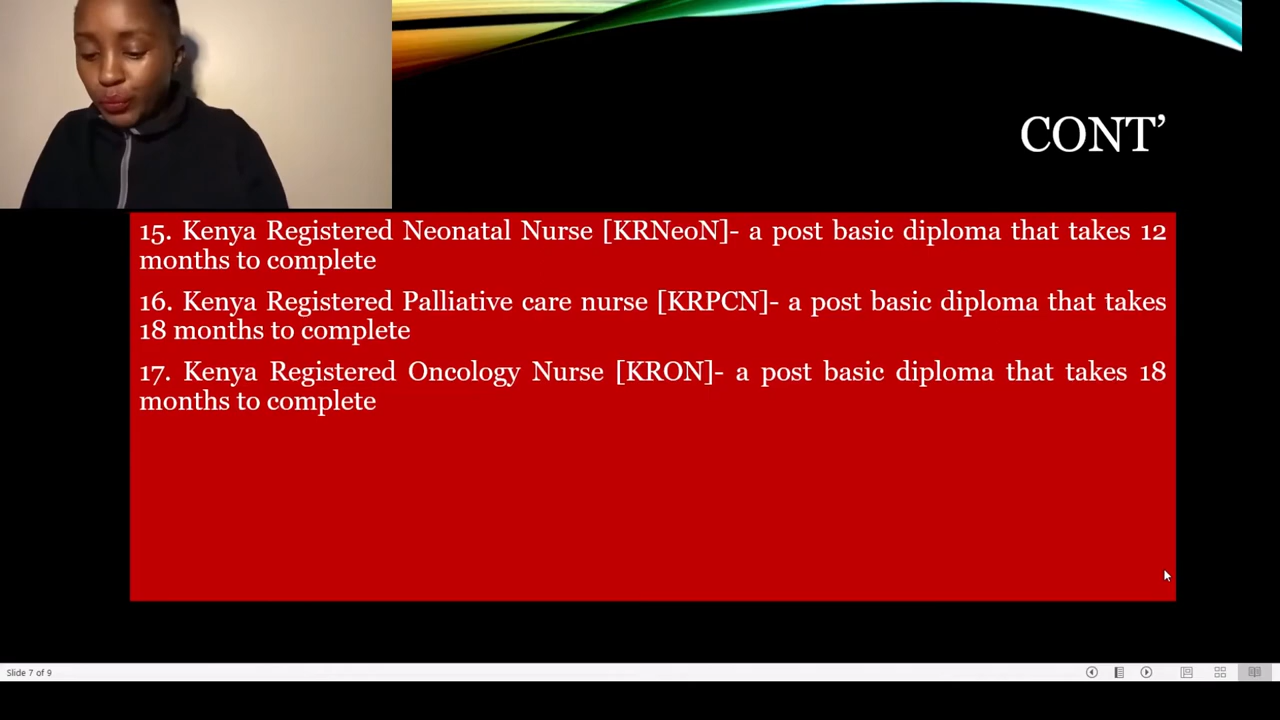 CONT’
15. Kenya Registered Neonatal Nurse [KRNeoN]- a post basic diploma that takes 12
months to complete
16. Kenya Registered Palliative care nurse [KRPCN]- a post basic diploma that takes
18 months to complete
17. Kenya Registered Oncology Nurse [KRON]- a post basic diploma that takes 18
months to complete
Slide 7 of 9